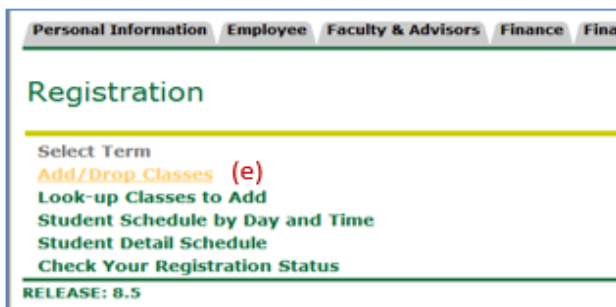 Personal Information Employee Faculty & Advisors Finance Fina
Registration
Select Term
Add/Drop Classes (e)
Look-up Classes to Add
Student Schedule by Day and Time
Student Detail Schedule
Check Your Registration Status
RELEASE: 8.5